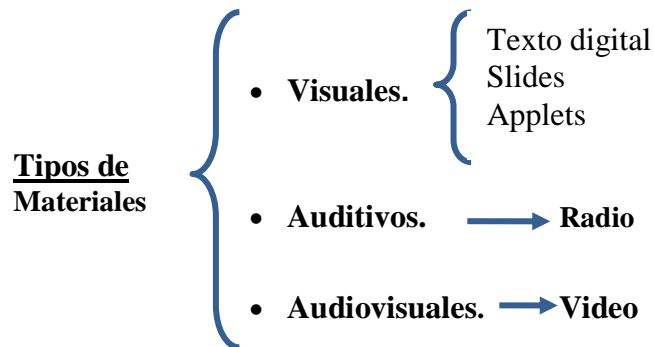 Tipos de
Materiales
• Visuales.
Texto digital
Slides
Applets
• Auditivos.
Radio
• Audiovisuales.
Video